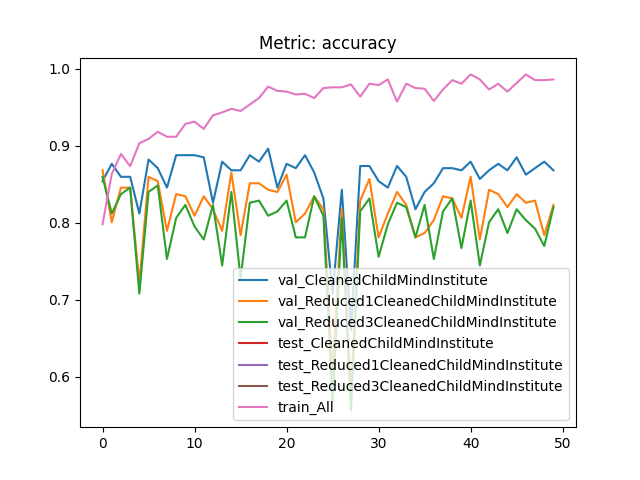 Metric: accuracy
1.0
0.9
0.8
0.7
0.6
val_CleanedChildMindInstitute
val_Reduced1CleanedChildMindInstitute
val_Reduced3CleanedChildMindInstitute
test_CleanedChildMindInstitute
test_Reduced1CleanedChildMindInstitute
test_Reduced3CleanedChildMindInstitute
train_All
0 10 20 30 40 50